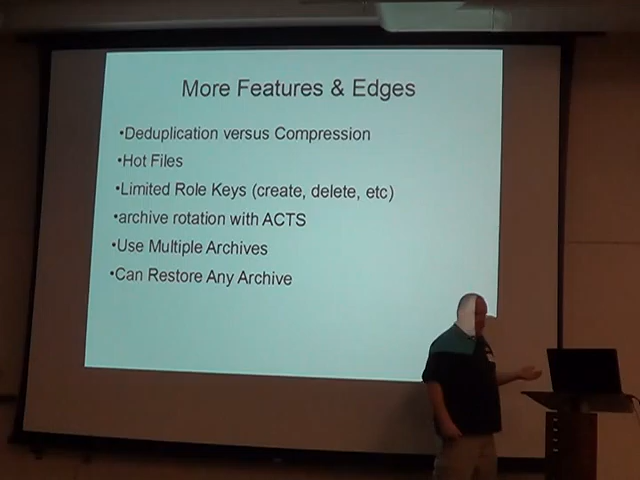 More Features & Edges
•Deduplication versus Compression
•Hot Files
•Limited Role Keys (create, delete, etc)
•archive rotation with ACTS
•Use Multiple Archives
•Can Restore Any Archive